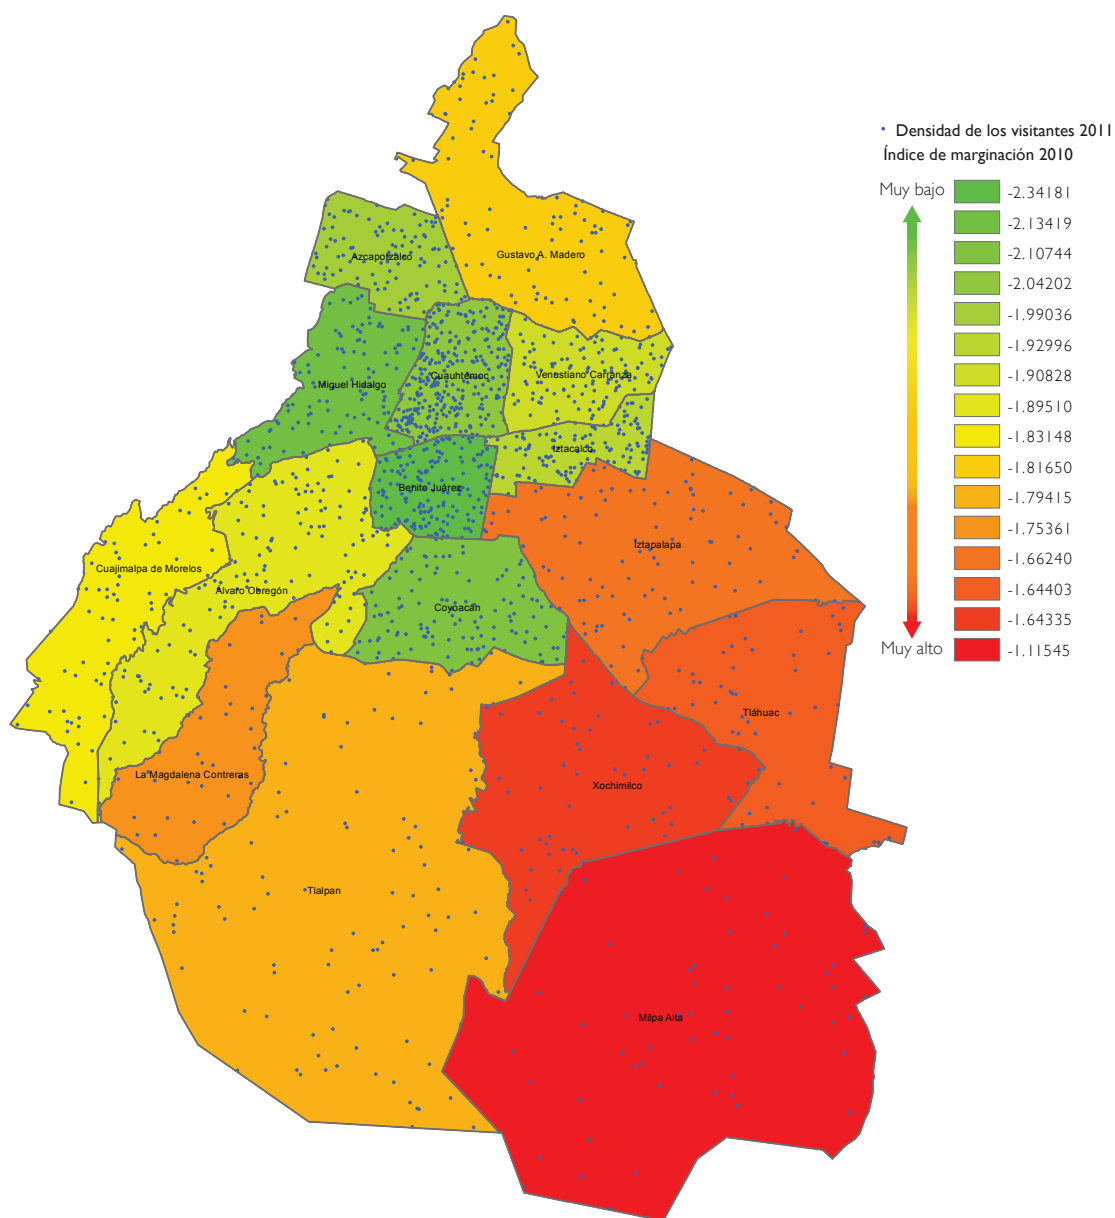 Densidad de los visitantes 2011
Índice de marginación 2010
Muy bajo
-2.34181
-2.13419
-2.10744
-2.04202
-1.99036
-1.92996
-1.90828
-1.89510
-1.83148
-1.81650
-1.79415
-1.75361
-1.66240
-1.64403
-1.64335
Muy alto
-1.11545
Azcapotzalco
Gustavo A. Madero
Miguel Hidalgo
Cuauhtémoc
Venustiano Carranza
Iztacalco
Benito Juárez
Iztapalapa
Cuajimalpa de Morelos
Álvaro Obregón
Coyoacán
Tláhuac
La Magdalena Contreras
Xochimilco
Tlalpan
Milpa Alta